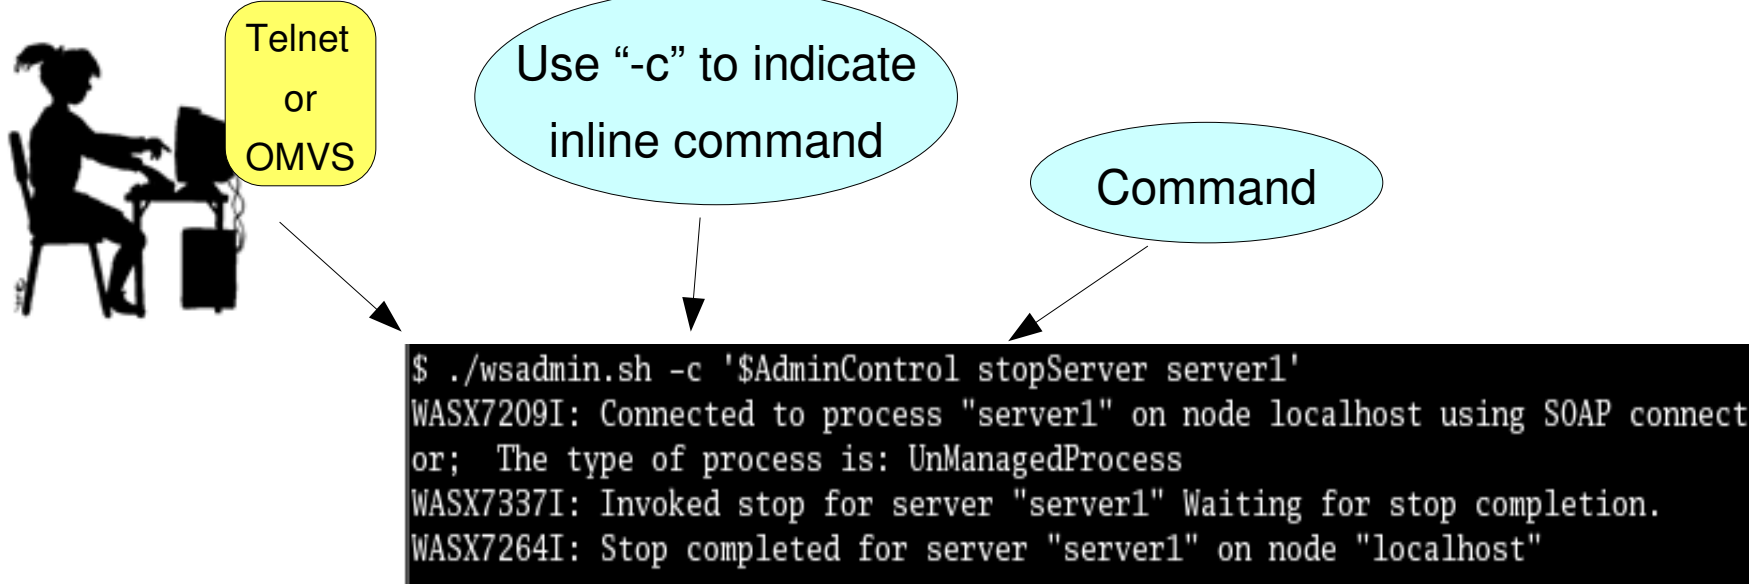 Telnet
or
OMVS
Use “-c” to indicate
inline command
Command
$ ./wsadmin.sh -c '$AdminControl stopServer server1'
WASX7209I: Connected to process "server1" on node localhost using SOAP connect
or;  The type of process is: UnManagedProcess
WASX7337I: Invoked stop for server "server1" Waiting for stop completion.
WASX7264I: Stop completed for server "server1" on node "localhost"